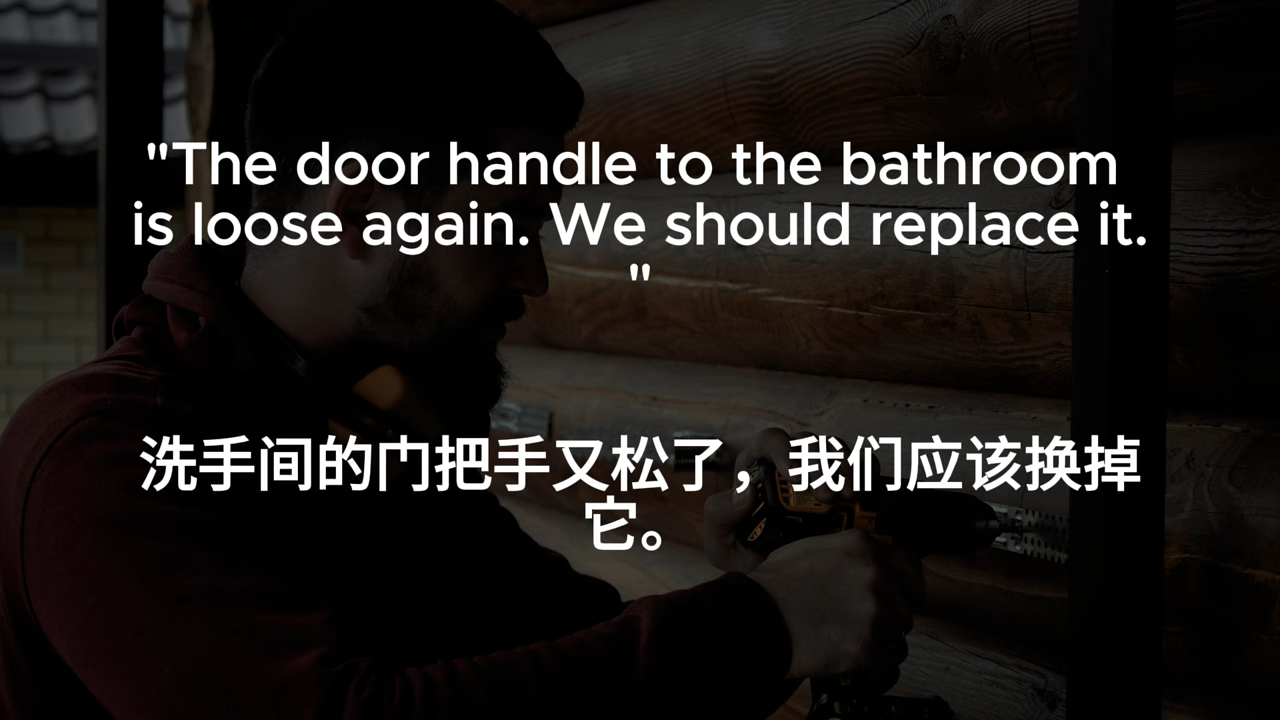 "The door handle to the bathroom
is loose again. We should replace it.
"
洗手间的门把手又松了，我们应该换掉
它。